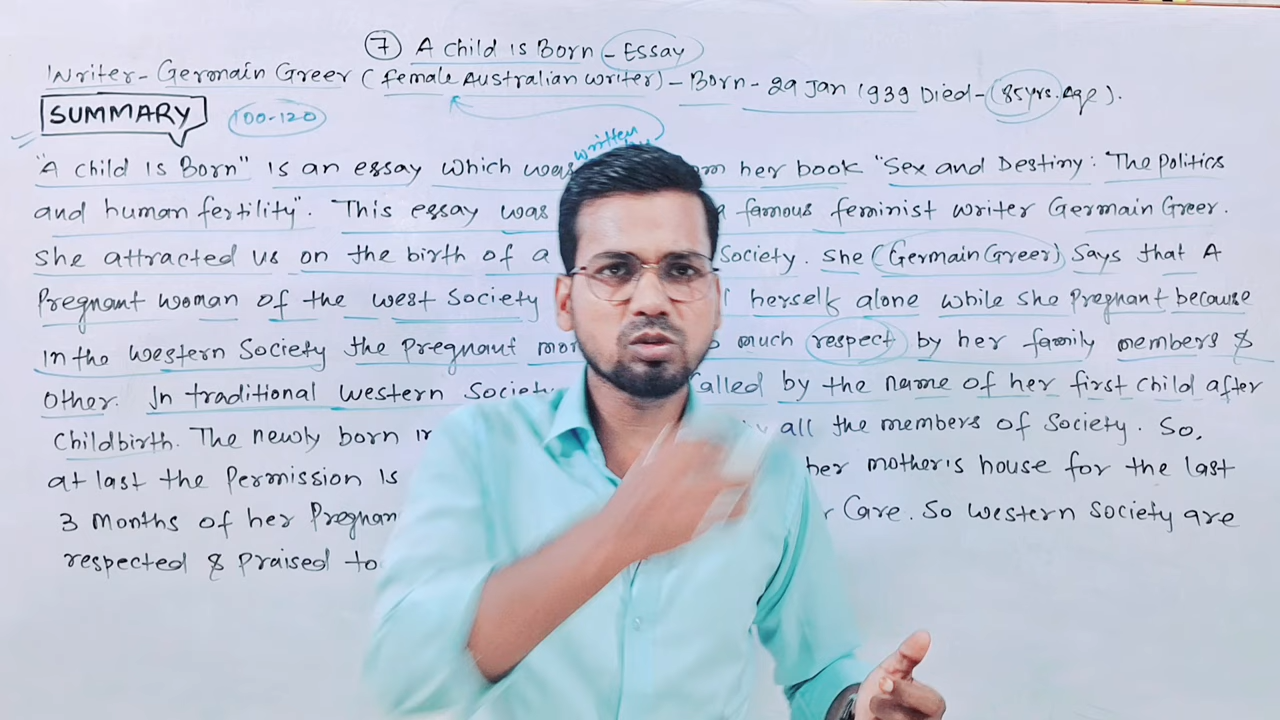 7 A child is Born - Essay
Writer - Germain Greer (female Australian writer) - Born - 29 Jan 1939 Died - (85yrs. Age).
SUMMARY 100-120
written
"A child is Born" is an essay which was her book "Sex and Destiny: The Politics
and human fertility". This essay was famous feminist writer Germain Greer.
She attracted us on the birth of a Society. She (Germain Greer) Says that A
Pregnant woman of the west Society herself alone while she pregnant because
in the western Society the pregnant much respect by her family members &
other. In traditional western called by the name of her first child after
childbirth. The newly born all the members of Society. So,
at last the Permission is her mother's house for the last
3 months of her Care. So western Society are
respected & praised to